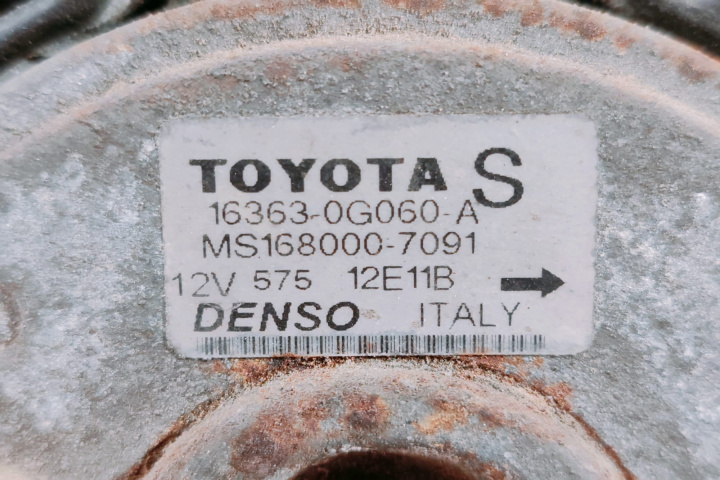 TOYOTA S
16363-0G060-A
MS168000-7091
12V 575 12E11B
DENSO ITALY